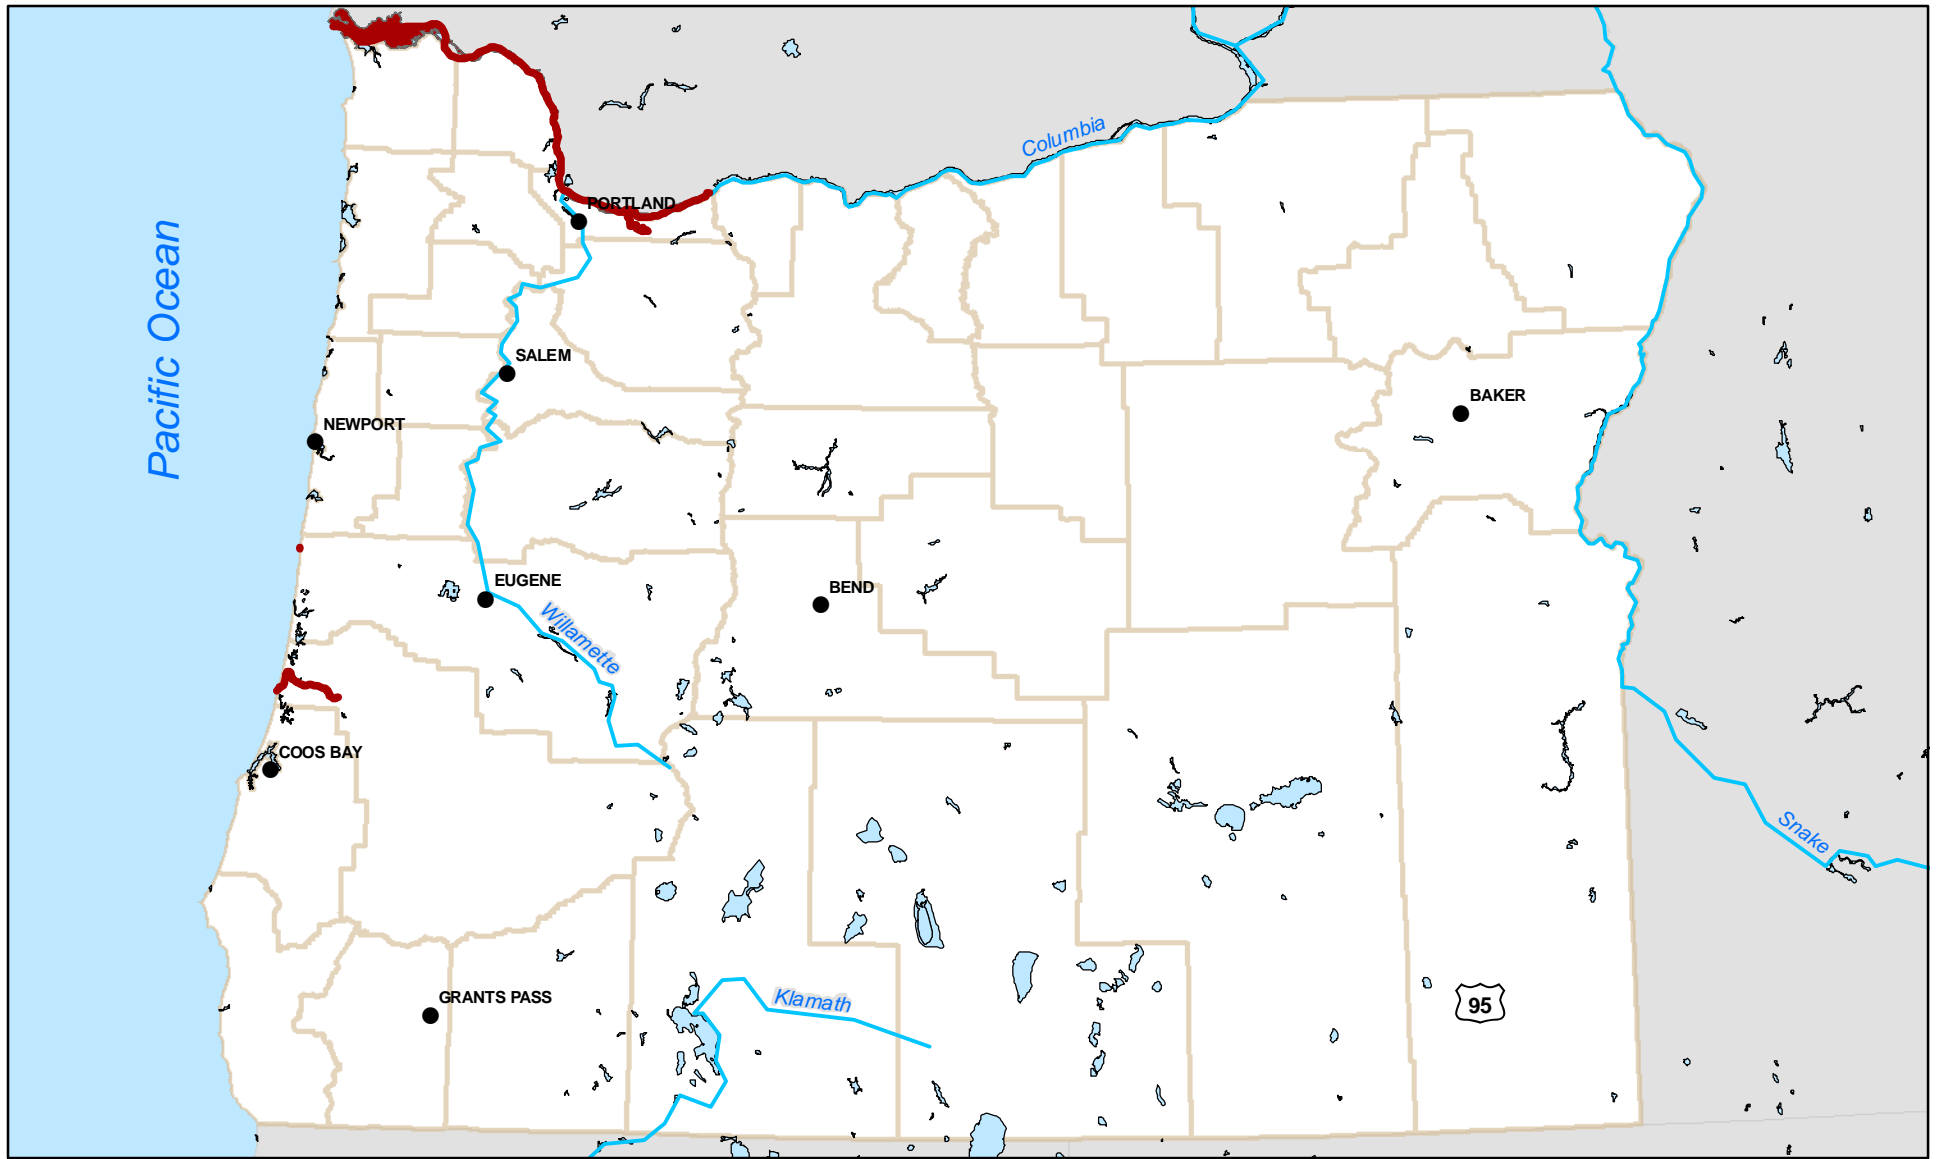 Columbia
PORTLAND
Pacific Ocean
SALEM
BAKER
NEWPORT
EUGENE
BEND
Willamette
COOS BAY
Snake
GRANTS PASS
Klamath
95